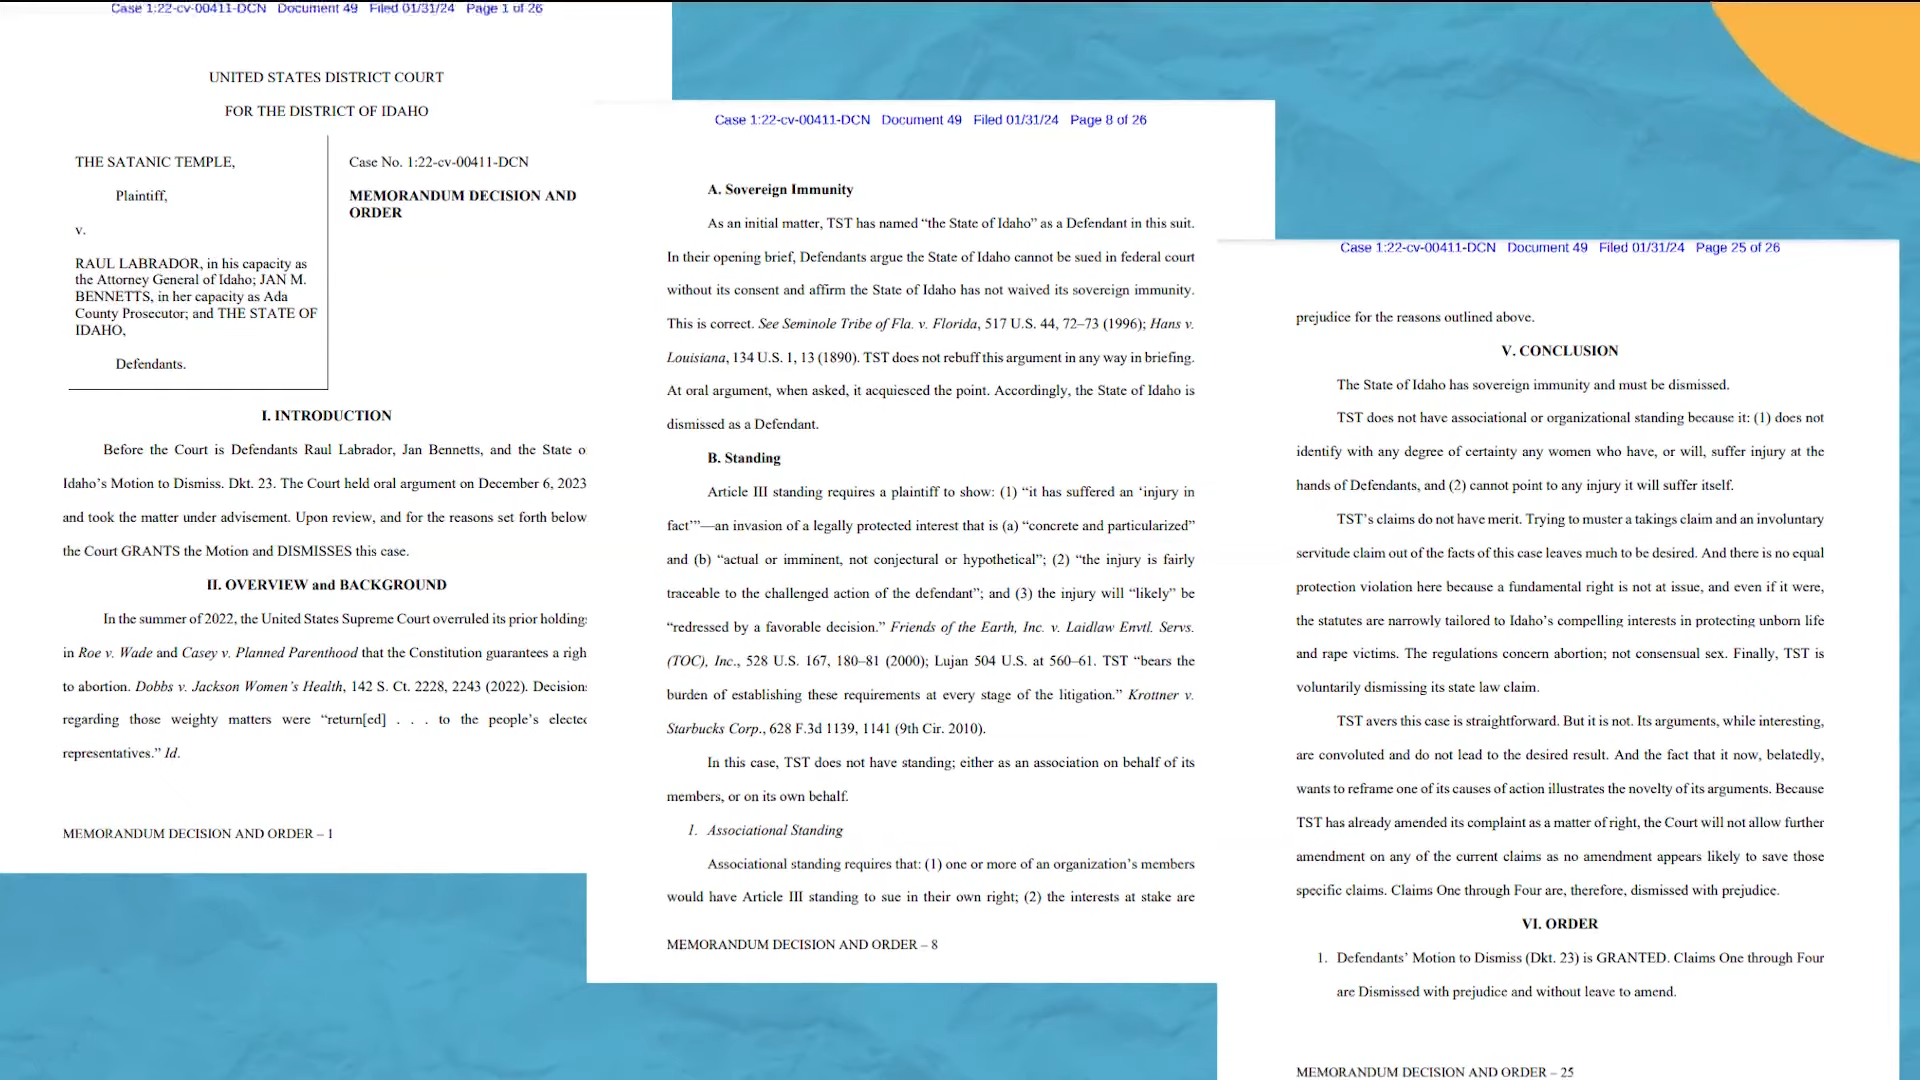 Case 1:22-cv-00411-DCN Document 49 Filed 01/31/24 Page 1 of 26
UNITED STATES DISTRICT COURT
FOR THE DISTRICT OF IDAHO
THE SATANIC TEMPLE,
Plaintiff,
v.
RAUL LABRADOR, in his capacity as
the Attorney General of Idaho; JAN M.
BENNETTS, in her capacity as Ada
County Prosecutor; and THE STATE OF
IDAHO,
Defendants.
Case No. 1:22-cv-00411-DCN
MEMORANDUM DECISION AND
ORDER
I. INTRODUCTION
Before the Court is Defendants Raul Labrador, Jan Bennetts, and the State o
Idaho’s Motion to Dismiss. Dkt. 23. The Court held oral argument on December 6, 2023
and took the matter under advisement. Upon review, and for the reasons set forth below
the Court GRANTS the Motion and DISMISSES this case.
II. OVERVIEW and BACKGROUND
In the summer of 2022, the United States Supreme Court overruled its prior holding
in Roe v. Wade and Casey v. Planned Parenthood that the Constitution guarantees a righ
to abortion. Dobbs v. Jackson Women’s Health, 142 S. Ct. 2228, 2243 (2022). Decision
regarding those weighty matters were “return[ed] . . . to the people’s electe
representatives.” Id.
MEMORANDUM DECISION AND ORDER – 1
Case 1:22-cv-00411-DCN Document 49 Filed 01/31/24 Page 8 of 26
A. Sovereign Immunity
As an initial matter, TST has named “the State of Idaho” as a Defendant in this suit.
In their opening brief, Defendants argue the State of Idaho cannot be sued in federal court
without its consent and affirm the State of Idaho has not waived its sovereign immunity.
This is correct. See Seminole Tribe of Fla. v. Florida, 517 U.S. 44, 72–73 (1996); Hans v.
Louisiana, 134 U.S. 1, 13 (1890). TST does not rebuff this argument in any way in briefing.
At oral argument, when asked, it acquiesced the point. Accordingly, the State of Idaho is
dismissed as a Defendant.
B. Standing
Article III standing requires a plaintiff to show: (1) “it has suffered an ‘injury in
fact’”—an invasion of a legally protected interest that is (a) “concrete and particularized”
and (b) “actual or imminent, not conjectural or hypothetical”; (2) “the injury is fairly
traceable to the challenged action of the defendant”; and (3) the injury will “likely” be
“redressed by a favorable decision.” Friends of the Earth, Inc. v. Laidlaw Envtl. Servs.
(TOC), Inc., 528 U.S. 167, 180–81 (2000); Lujan 504 U.S. at 560–61. TST “bears the
burden of establishing these requirements at every stage of the litigation.” Krottner v.
Starbucks Corp., 628 F.3d 1139, 1141 (9th Cir. 2010).
In this case, TST does not have standing; either as an association on behalf of its
members, or on its own behalf.
1. Associational Standing
Associational standing requires that: (1) one or more of an organization’s members
would have Article III standing to sue in their own right; (2) the interests at stake are
MEMORANDUM DECISION AND ORDER – 8
Case 1:22-cv-00411-DCN Document 49 Filed 01/31/24 Page 25 of 26
prejudice for the reasons outlined above.
V. CONCLUSION
The State of Idaho has sovereign immunity and must be dismissed.
TST does not have associational or organizational standing because it: (1) does not
identify with any degree of certainty any women who have, or will, suffer injury at the
hands of Defendants, and (2) cannot point to any injury it will suffer itself.
TST’s claims do not have merit. Trying to muster a takings claim and an involuntary
servitude claim out of the facts of this case leaves much to be desired. And there is no equal
protection violation here because a fundamental right is not at issue, and even if it were,
the statutes are narrowly tailored to Idaho’s compelling interests in protecting unborn life
and rape victims. The regulations concern abortion; not consensual sex. Finally, TST is
voluntarily dismissing its state law claim.
TST avers this case is straightforward. But it is not. Its arguments, while interesting,
are convoluted and do not lead to the desired result. And the fact that it now, belatedly,
wants to reframe one of its causes of action illustrates the novelty of its arguments. Because
TST has already amended its complaint as a matter of right, the Court will not allow further
amendment on any of the current claims as no amendment appears likely to save those
specific claims. Claims One through Four are, therefore, dismissed with prejudice.
VI. ORDER
1. Defendants’ Motion to Dismiss (Dkt. 23) is GRANTED. Claims One through Four
are Dismissed with prejudice and without leave to amend.
MEMORANDUM DECISION AND ORDER – 25